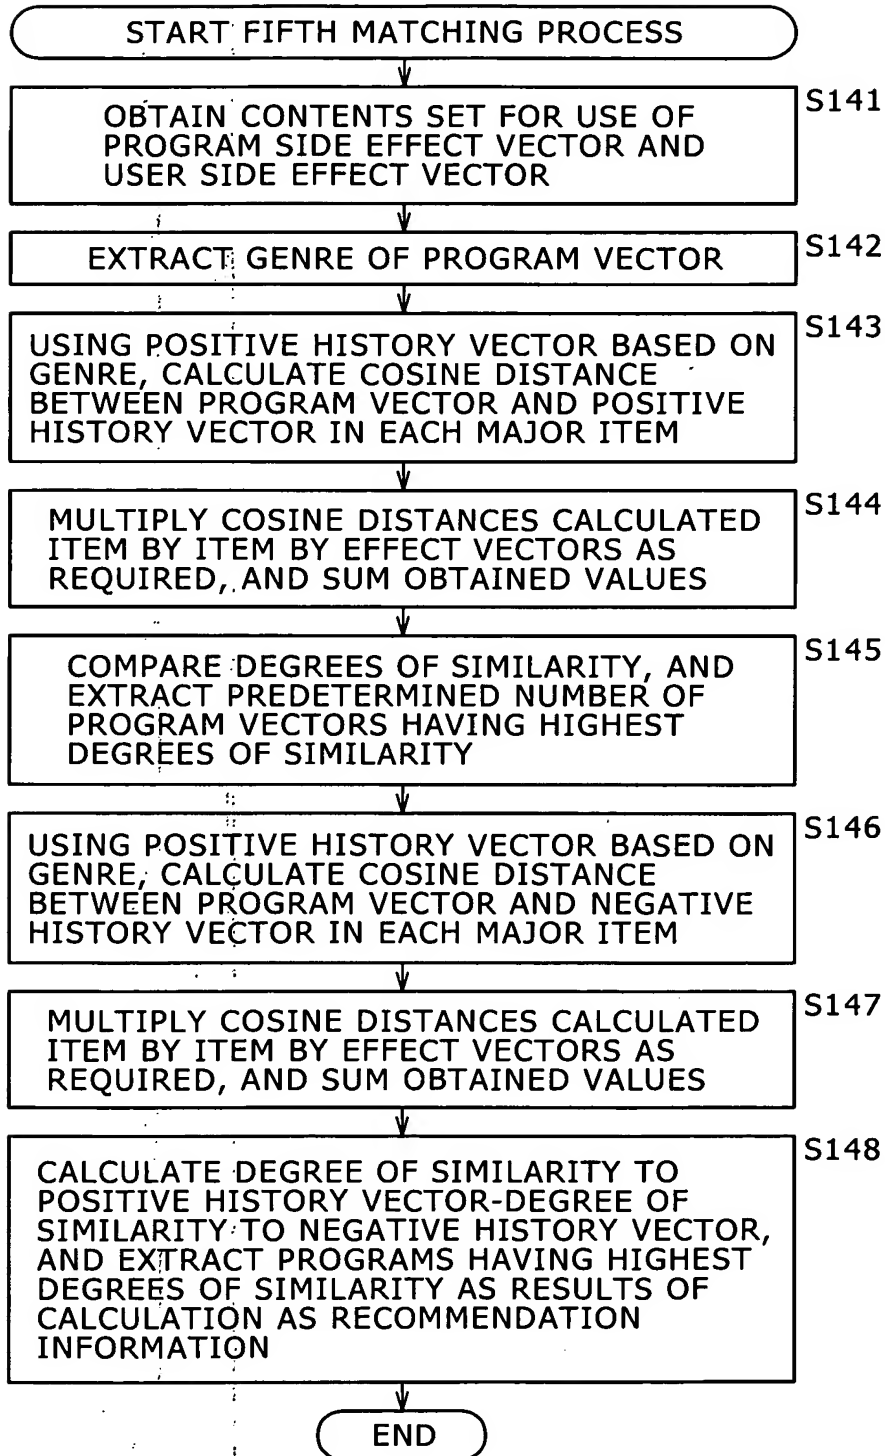 START FIFTH MATCHING PROCESS
S141
OBTAIN CONTENTS SET FOR USE OF
PROGRAM SIDE EFFECT VECTOR AND
USER SIDE EFFECT VECTOR
S142
EXTRACT GENRE OF PROGRAM VECTOR
S143
USING POSITIVE HISTORY VECTOR BASED ON
GENRE, CALCULATE COSINE DISTANCE
BETWEEN PROGRAM VECTOR AND POSITIVE
HISTORY VECTOR IN EACH MAJOR ITEM
S144
MULTIPLY COSINE DISTANCES CALCULATED
ITEM BY ITEM BY EFFECT VECTORS AS
REQUIRED, AND SUM OBTAINED VALUES
S145
COMPARE DEGREES OF SIMILARITY, AND
EXTRACT PREDETERMINED NUMBER OF
PROGRAM VECTORS HAVING HIGHEST
DEGREES OF SIMILARITY
S146
USING POSITIVE HISTORY VECTOR BASED ON
GENRE, CALCULATE COSINE DISTANCE
BETWEEN PROGRAM VECTOR AND NEGATIVE
HISTORY VECTOR IN EACH MAJOR ITEM
S147
MULTIPLY COSINE DISTANCES CALCULATED
ITEM BY ITEM BY EFFECT VECTORS AS
REQUIRED, AND SUM OBTAINED VALUES
S148
CALCULATE DEGREE OF SIMILARITY TO
POSITIVE HISTORY VECTOR-DEGREE OF
SIMILARITY TO NEGATIVE HISTORY VECTOR,
AND EXTRACT PROGRAMS HAVING HIGHEST
DEGREES OF SIMILARITY AS RESULTS OF
CALCULATION AS RECOMMENDATION
INFORMATION
END